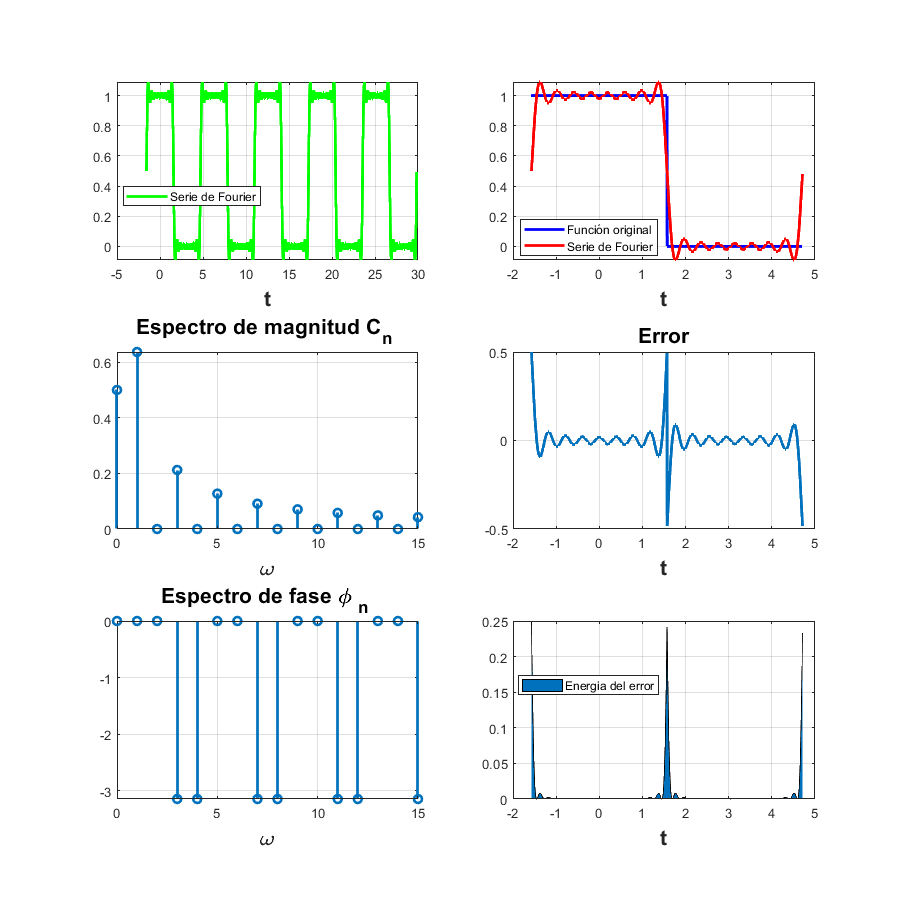 1
0.8
0.6
0.4
0.2
0
Serie de Fourier
-5 0 5 10 15 20 25 30
t
1
0.8
0.6
0.4
0.2
0
Función original
Serie de Fourier
-2 -1 0 1 2 3 4 5
t
Espectro de magnitud C_n
0.6
0.4
0.2
0
0 5 10 15
ω
Error
0.5
0
-0.5
-2 -1 0 1 2 3 4 5
t
Espectro de fase ϕ_n
0
-1
-2
-3
0 5 10 15
ω
0.25
0.2
0.15
0.1
0.05
0
Energia del error
-2 -1 0 1 2 3 4 5
t